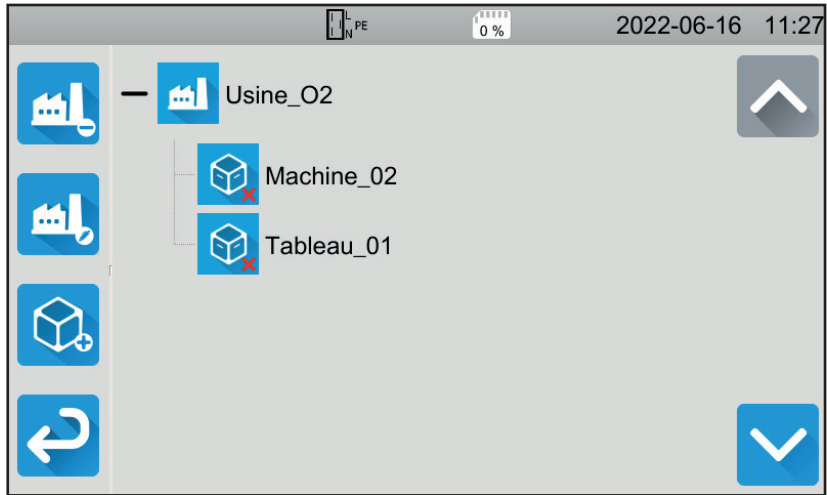 L
N PE
0 %
2022-06-16 11:27
Usine_O2
Machine_02
Tableau_01